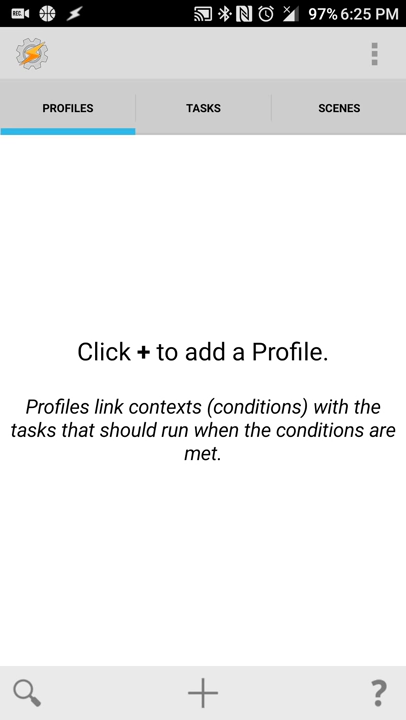 REC 97% 6:25 PM
PROFILES TASKS SCENES
Click + to add a Profile.
Profiles link contexts (conditions) with the
tasks that should run when the conditions are
met.